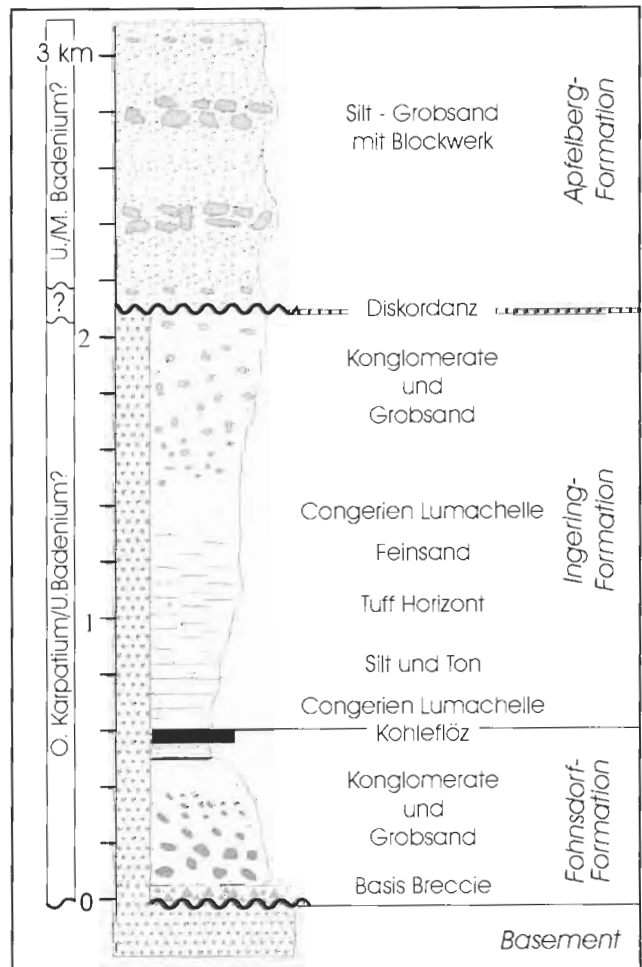 3 km
2
1
0
U./M. Badenium?
-?-
O. Karpatium/U.Badenium?
Silt - Grobsand
mit Blockwerk
Diskordanz
Konglomerate
und
Grobsand
Congerien Lumachelle
Feinsand
Tuff Horizont
Silt und Ton
Congerien Lumachelle
Kohleflöz
Konglomerate
und
Grobsand
Basis Breccie
Apfelberg-
Formation
Ingering-
Formation
Fohnsdorf-
Formation
Basement